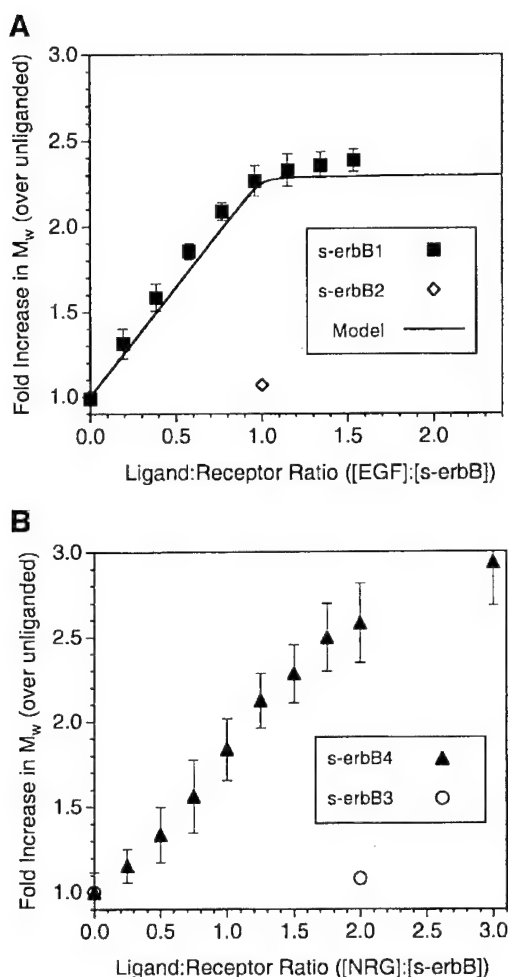 A
3.0
2.5
2.0
1.5
1.0
Fold Increase in Mw (over unliganded)
s-erbB1
s-erbB2
Model
0.0 0.5 1.0 1.5 2.0
Ligand:Receptor Ratio ([EGF]:[s-erbB])
B
3.0
2.5
2.0
1.5
1.0
Fold Increase in Mw (over unliganded)
s-erbB4
s-erbB3
0.0 0.5 1.0 1.5 2.0 2.5 3.0
Ligand:Receptor Ratio ([NRG]:[s-erbB])